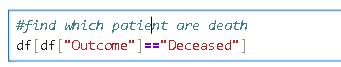 #find which patient are death
df[df["Outcome"]=="Deceased"]